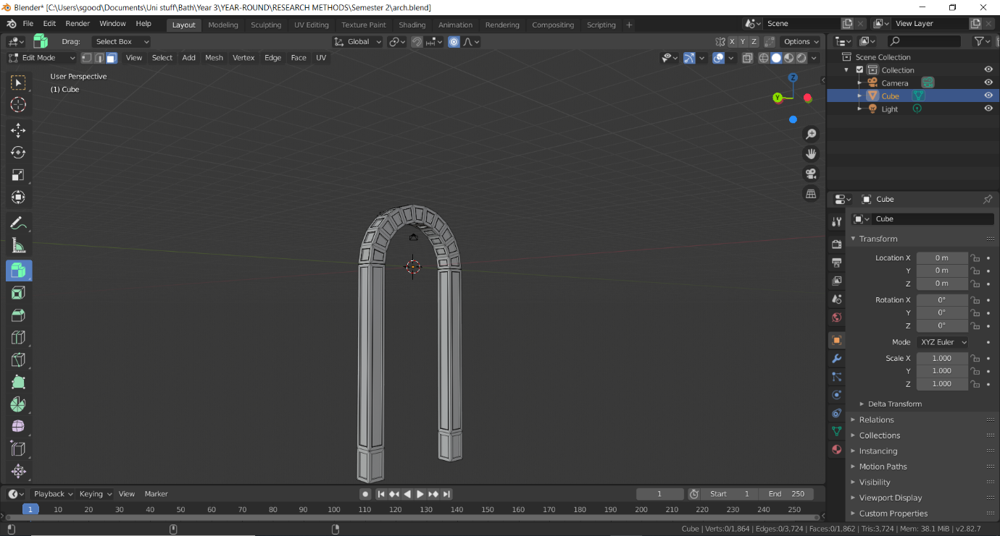 Blender* [C:\Users\sgood\Documents\Uni stuff\Bath\Year 3\YEAR-ROUND\RESEARCH METHODS\Semester 2\arch.blend]
File Edit Render Window Help Layout Modeling Sculpting UV Editing Texture Paint Shading Animation Rendering Compositing Scripting + Scene View Layer
Drag: Select Box Global X Y Z Options
Edit Mode View Select Add Mesh Vertex Edge Face UV
User Perspective
(1) Cube
Z
Y
Scene Collection
Collection
Camera
Cube
Light
Cube
Cube
Transform
Location X 0 m
Y 0 m
Z 0 m
Rotation X 0°
Y 0°
Z 0°
Mode XYZ Euler
Scale X 1.000
Y 1.000
Z 1.000
Delta Transform
Relations
Collections
Instancing
Motion Paths
Visibility
Viewport Display
Custom Properties
Playback Keying View Marker 1 Start 1 End 250
1 10 20 30 40 50 60 70 80 90 100 110 120 130 140 150 160 170 180 190 200 210 220 230 240 250
Cube | Verts:0/1,864 | Edges:0/3,724 | Faces:0/1,862 | Tris:3,724 | Mem: 38.1 MiB | v2.82.7